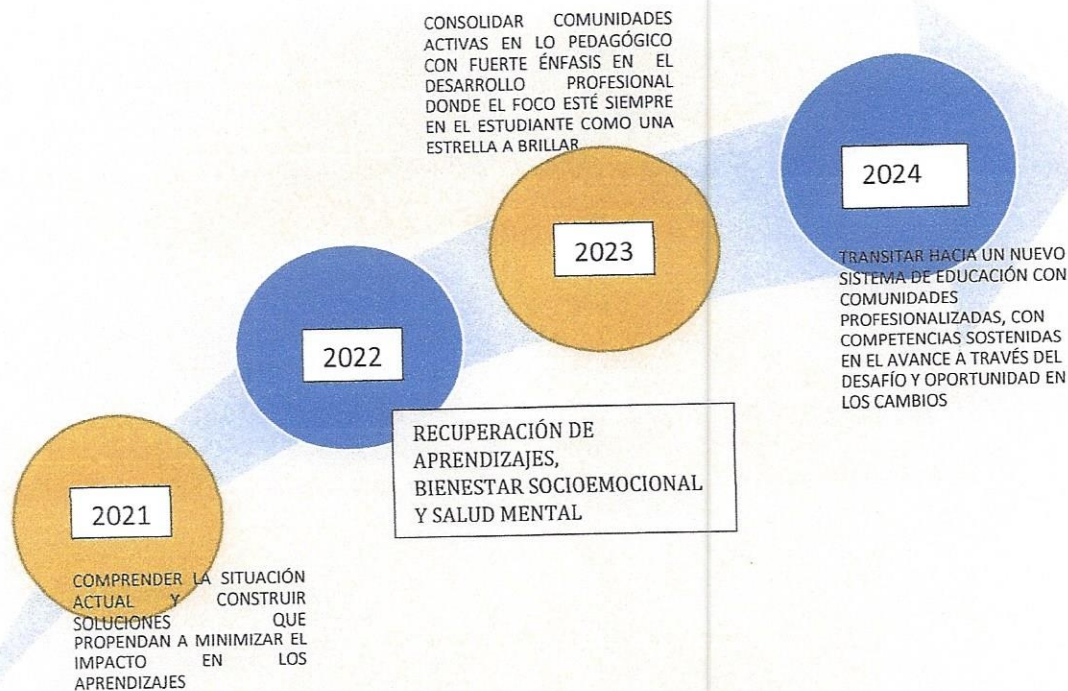 CONSOLIDAR COMUNIDADES
ACTIVAS EN LO PEDAGÓGICO
CON FUERTE ÉNFASIS EN EL
DESARROLLO PROFESIONAL
DONDE EL FOCO ESTÉ SIEMPRE
EN EL ESTUDIANTE COMO UNA
ESTRELLA A BRILLAR
2024
2023
TRANSITAR HACIA UN NUEVO
SISTEMA DE EDUCACIÓN CON
COMUNIDADES
PROFESIONALIZADAS, CON
COMPETENCIAS SOSTENIDAS
EN EL AVANCE A TRAVÉS DEL
DESAFÍO Y OPORTUNIDAD EN
LOS CAMBIOS
2022
RECUPERACIÓN DE
APRENDIZAJES,
BIENESTAR SOCIOEMOCIONAL
Y SALUD MENTAL
2021
COMPRENDER LA SITUACIÓN
ACTUAL Y CONSTRUIR
SOLUCIONES QUE
PROPENDAN A MINIMIZAR EL
IMPACTO EN LOS
APRENDIZAJES